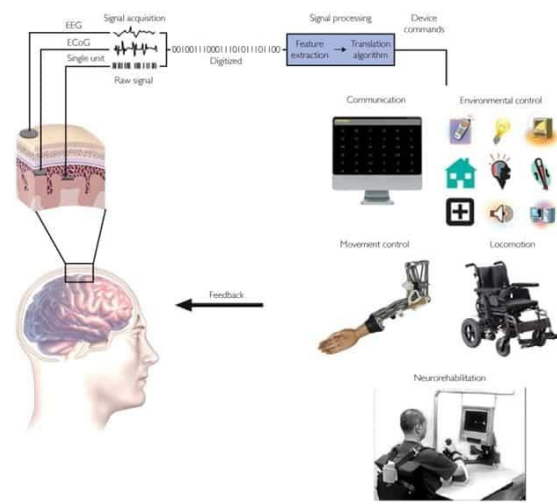 EEG
Signal acquisition
ECoG
Single unit
Raw signal
Digitized
Signal processing
Feature
extraction
Translation
algorithm
Device
commands
Communication
Environmental control
Movement control
Locomotion
Feedback
Neurorehabilitation